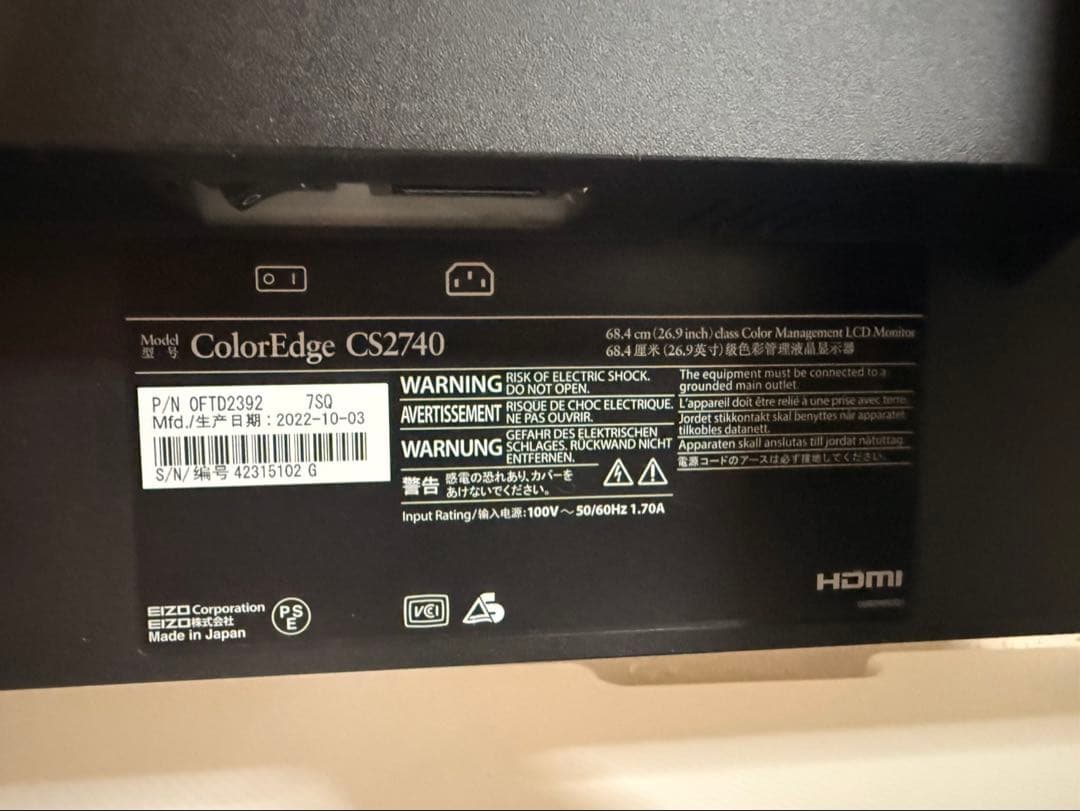 Model
型 号
ColorEdge CS2740
68.4 cm (26.9 inch) class Color Management LCD Monitor
68.4 厘米 (26.9英寸) 级色彩管理液晶显示器
P/N 0FTD2392 7SQ
Mfd./生产日期 : 2022-10-03
S/N/ 编号 42315102 G
WARNING RISK OF ELECTRIC SHOCK.
DO NOT OPEN.
AVERTISSEMENT RISQUE DE CHOC ELECTRIQUE.
NE PAS OUVRIR.
WARNUNG GEFAHR DES ELEKTRISCHEN
SCHLAGES. RÜCKWAND NICHT
ENTFERNEN.
警告 感電の恐れあり、カバーを
あけないでください。
Input Rating/输入电源: 100V～50/60Hz 1.70A
The equipment must be connected to a
grounded main outlet.
L'appareil doit être relié à une prise avec terre.
Jordet stikkontakt skal benyttes når apparatet
tilkobles datanett.
Apparaten skall anslutas till jordat nätuttag.
電源コードのアースは必ず接地してください。
HDMI
EIZO Corporation
EIZO株式会社
Made in Japan
PS
E
VCI